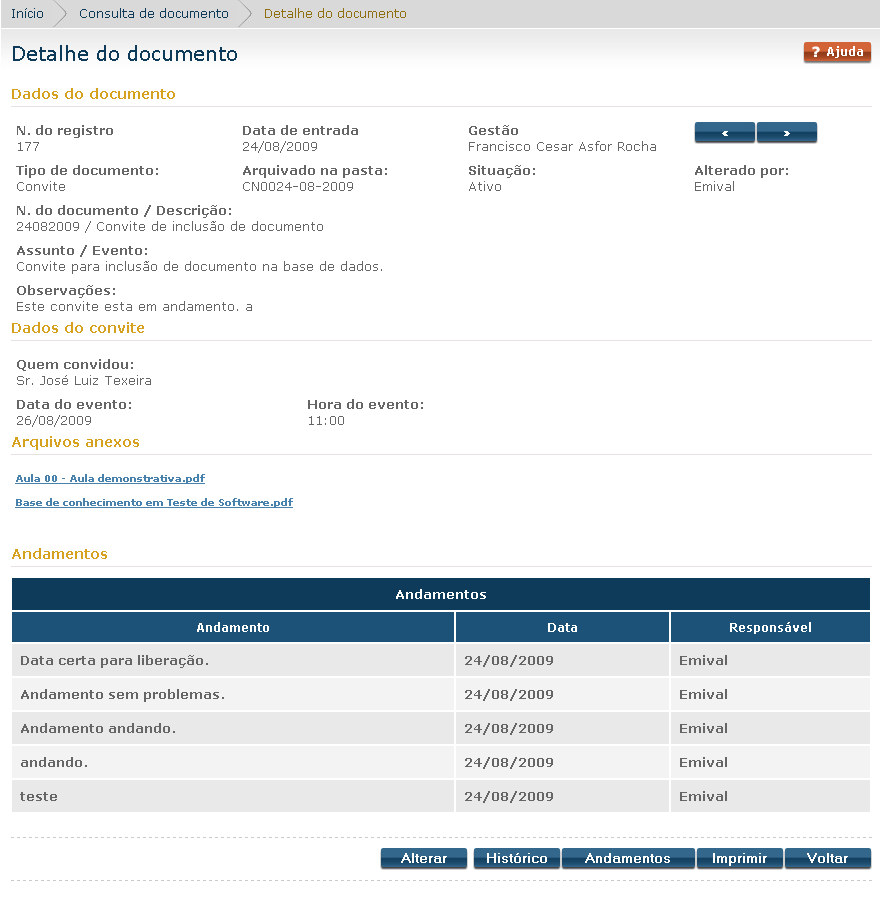 Início Consulta de documento Detalhe do documento
Detalhe do documento
? Ajuda
Dados do documento
N. do registro Data de entrada Gestão « »
177 24/08/2009 Francisco Cesar Asfor Rocha
Tipo de documento: Arquivado na pasta: Situação: Alterado por:
Convite CN0024-08-2009 Ativo Emival
N. do documento / Descrição:
24082009 / Convite de inclusão de documento
Assunto / Evento:
Convite para inclusão de documento na base de dados.
Observações:
Este convite esta em andamento. a
Dados do convite
Quem convidou:
Sr. José Luiz Texeira
Data do evento: Hora do evento:
26/08/2009 11:00
Arquivos anexos
Aula 00 - Aula demonstrativa.pdf
Base de conhecimento em Teste de Software.pdf
Andamentos
Andamentos
Andamento Data Responsável
Data certa para liberação. 24/08/2009 Emival
Andamento sem problemas. 24/08/2009 Emival
Andamento andando. 24/08/2009 Emival
andando. 24/08/2009 Emival
teste 24/08/2009 Emival
Alterar Histórico Andamentos Imprimir Voltar